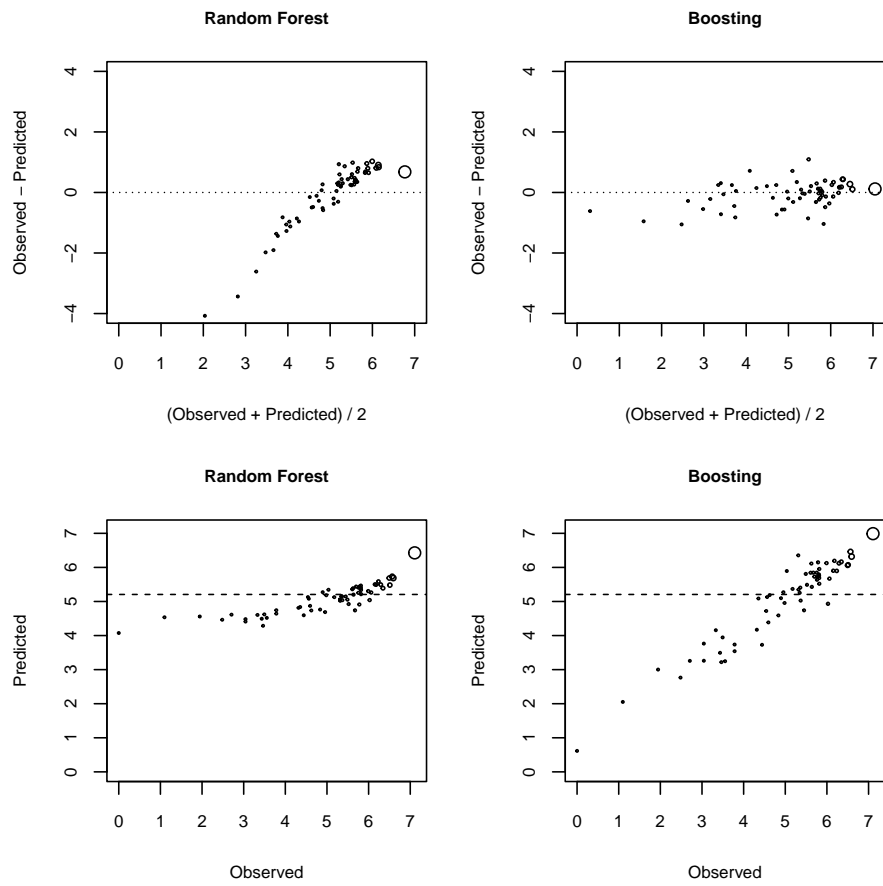 Random Forest
Boosting
Observed − Predicted
4
2
0
−2
−4
0 1 2 3 4 5 6 7
(Observed + Predicted) / 2
Observed − Predicted
4
2
0
−2
−4
0 1 2 3 4 5 6 7
(Observed + Predicted) / 2
Random Forest
Boosting
Predicted
7
6
5
4
3
2
1
0
0 1 2 3 4 5 6 7
Observed
Predicted
7
6
5
4
3
2
1
0
0 1 2 3 4 5 6 7
Observed